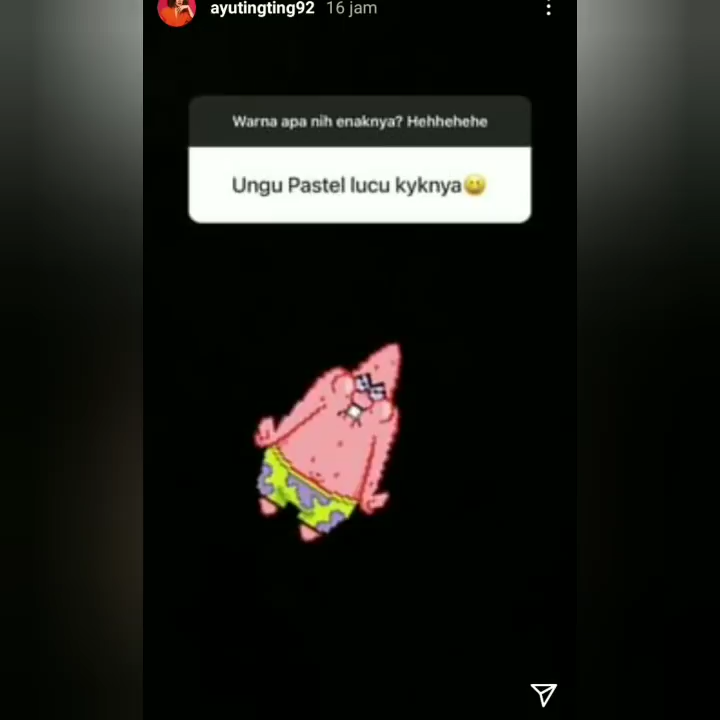 ayutingting92 16 jam
Warna apa nih enaknya? Hehhehehe
Ungu Pastel lucu kyknya😀